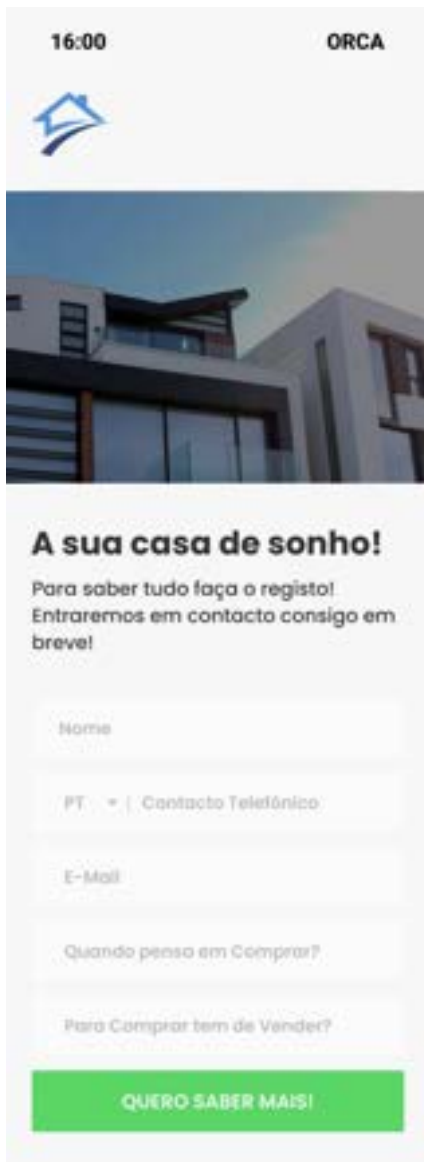 16:00 ORCA
A sua casa de sonho!
Para saber tudo faça o registo!
Entraremos em contacto consigo em
breve!
Nome
PT | Contacto Telefónico
E-Mail
Quando pensa em Comprar?
Para Comprar tem de Vender?
QUERO SABER MAIS!